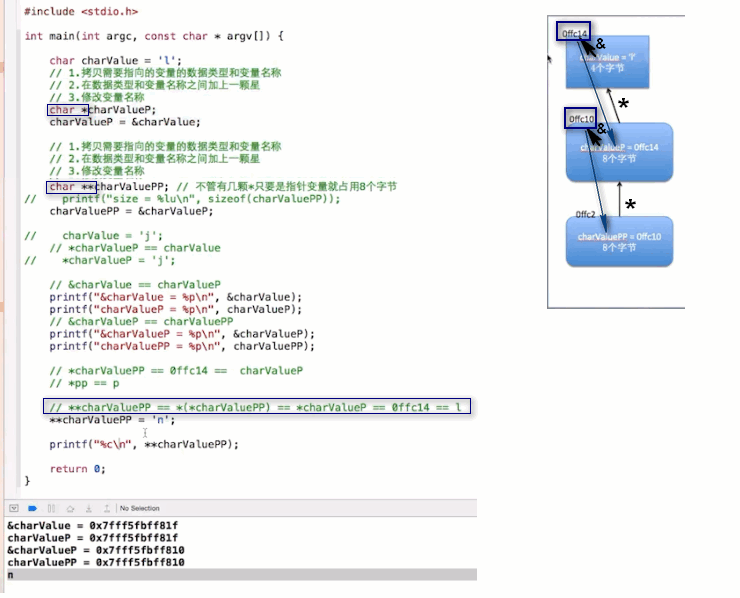 #include <stdio.h>
int main(int argc, const char * argv[]) {
char charValue = 'l';
// 1.拷贝需要指向的变量的数据类型和变量名称
// 2.在数据类型和变量名称之间加上一颗星
// 3.修改变量名称
char *charValueP;
charValueP = &charValue;
// 1.拷贝需要指向的变量的数据类型和变量名称
// 2.在数据类型和变量名称之间加上一颗星
// 3.修改变量名称
char **charValuePP; // 不管有几颗*只要是指针变量就占用8个字节
// printf("size = %lu\n", sizeof(charValuePP));
charValuePP = &charValueP;
// charValue = 'j';
// *charValueP == charValue
// *charValueP = 'j';
// &charValue == charValueP
printf("&charValue = %p\n", &charValue);
printf("charValueP = %p\n", charValueP);
// &charValueP == charValuePP
printf("&charValueP = %p\n", &charValueP);
printf("charValuePP = %p\n", charValuePP);
// *charValuePP == 0ffc14 == charValueP
// *pp == p
// **charValuePP == *(*charValuePP) == *charValueP == 0ffc14 == l
**charValuePP = 'n';
printf("%c\n", **charValuePP);
return 0;
}
No Selection
&charValue = 0x7fff5fbff81f
charValueP = 0x7fff5fbff81f
&charValueP = 0x7fff5fbff810
charValuePP = 0x7fff5fbff810
n
0ffc14
&
charValue = 'l'
4个字节
*
0ffc10
&
charValueP = 0ffc14
8个字节
*
0ffc2
charValuePP = 0ffc10
8个字节